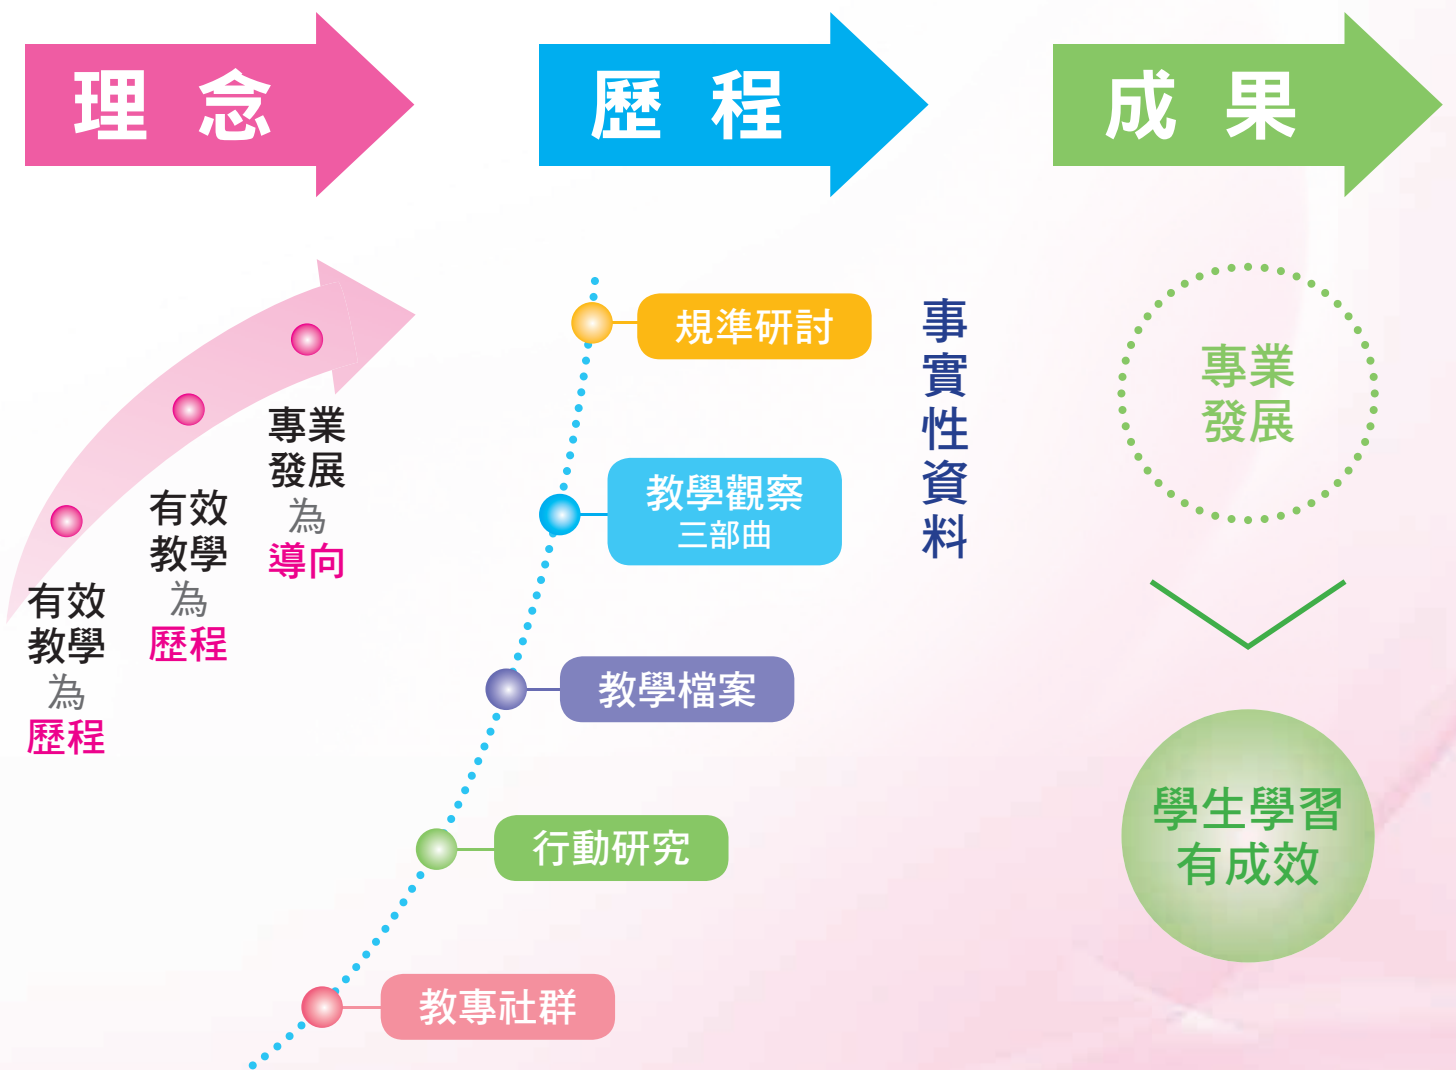 理念
歷程
成果
有效
教學
為
歷程
有效
教學
為
歷程
專業
發展
為
導向
規準研討
教學觀察
三部曲
教學檔案
行動研究
教專社群
事實性資料
專業
發展
學生學習
有成效